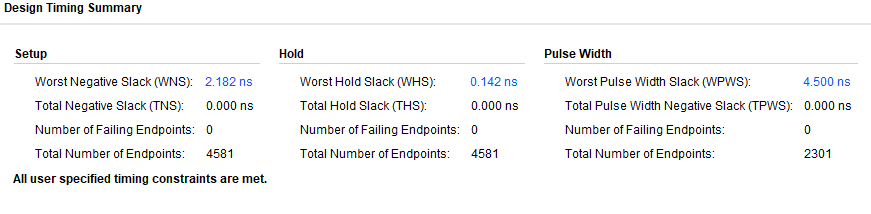 Design Timing Summary
Setup Hold Pulse Width
Worst Negative Slack (WNS): 2.182 ns Worst Hold Slack (WHS): 0.142 ns Worst Pulse Width Slack (WPWS): 4.500 ns
Total Negative Slack (TNS): 0.000 ns Total Hold Slack (THS): 0.000 ns Total Pulse Width Negative Slack (TPWS): 0.000 ns
Number of Failing Endpoints: 0 Number of Failing Endpoints: 0 Number of Failing Endpoints: 0
Total Number of Endpoints: 4581 Total Number of Endpoints: 4581 Total Number of Endpoints: 2301
All user specified timing constraints are met.